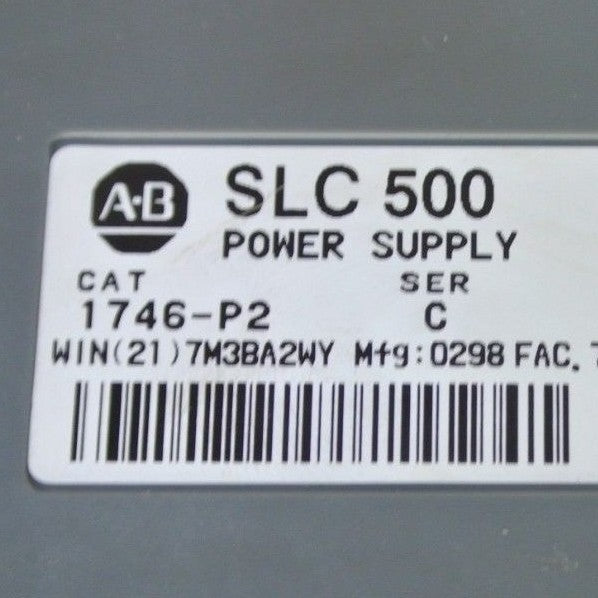 A·B SLC 500
POWER SUPPLY
CAT SER
1746-P2 C
WIN(21)7M3BA2WY Mfg:0298 FAC.